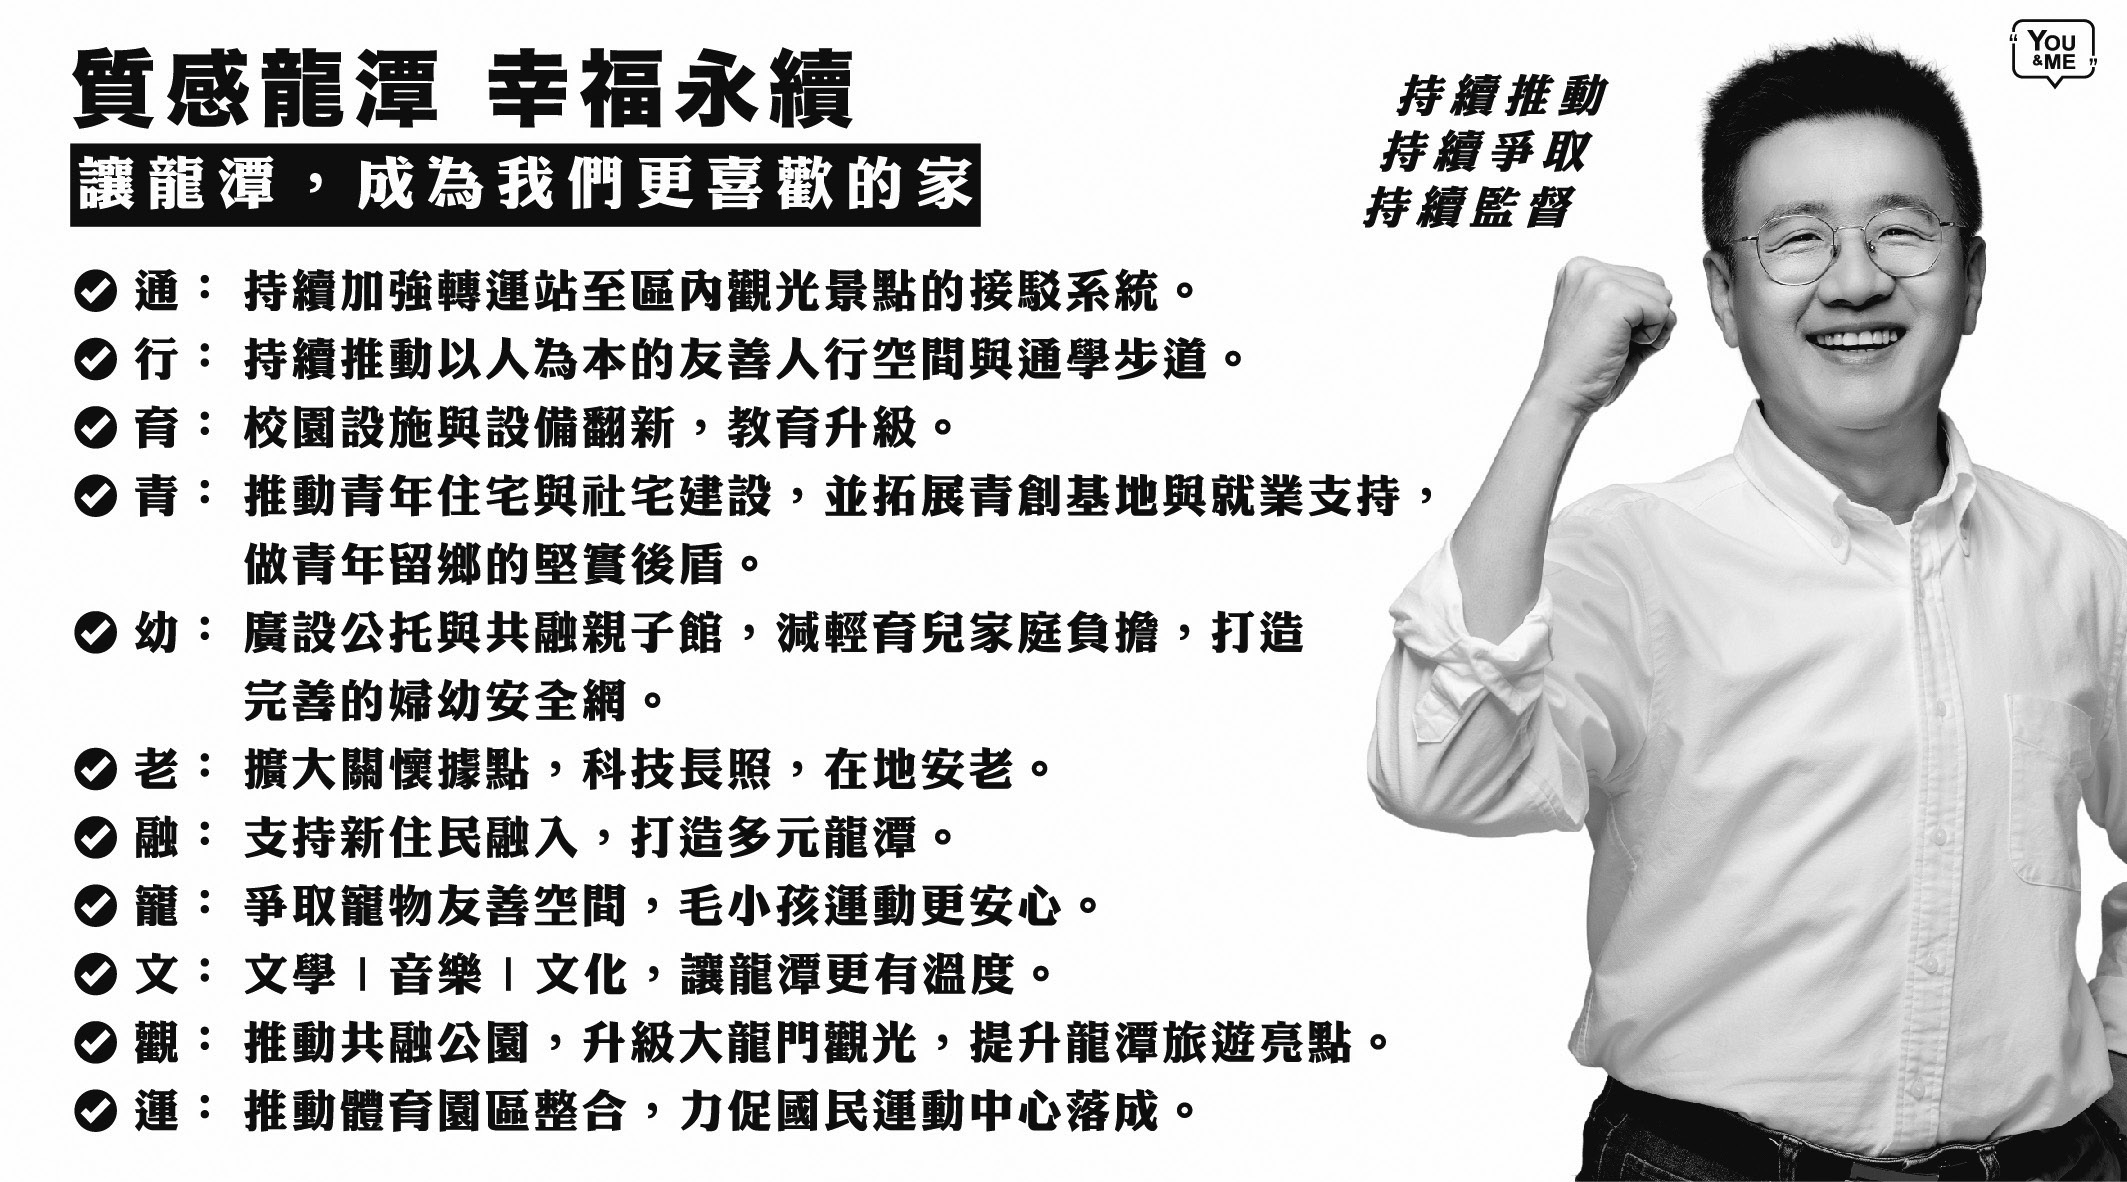 質感龍潭 幸福永續
讓龍潭，成為我們更喜歡的家
持續推動
持續爭取
持續監督
“YOU
&ME”
通：持續加強轉運站至區內觀光景點的接駁系統。
行：持續推動以人為本的友善人行空間與通學步道。
育：校園設施與設備翻新，教育升級。
青：推動青年住宅與社宅建設，並拓展青創基地與就業支持，
做青年留鄉的堅實後盾。
幼：廣設公托與共融親子館，減輕育兒家庭負擔，打造
完善的婦幼安全網。
老：擴大關懷據點，科技長照，在地安老。
融：支持新住民融入，打造多元龍潭。
寵：爭取寵物友善空間，毛小孩運動更安心。
文：文學｜音樂｜文化，讓龍潭更有溫度。
觀：推動共融公園，升級大龍門觀光，提升龍潭旅遊亮點。
運：推動體育園區整合，力促國民運動中心落成。